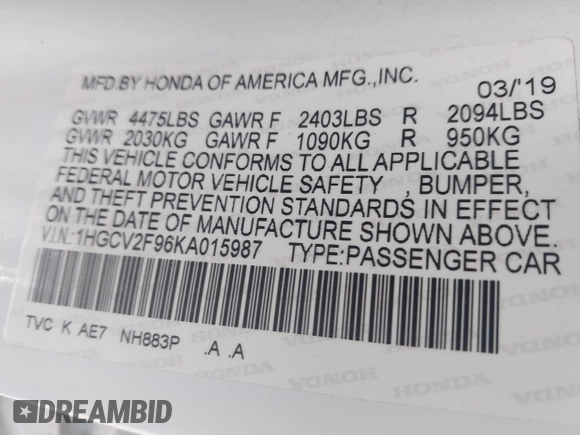 MFD.BY HONDA OF AMERICA MFG.,INC.
03/'19
GVWR 4475LBS GAWR F 2403LBS R 2094LBS
GVWR 2030KG GAWR F 1090KG R 950KG
THIS VEHICLE CONFORMS TO ALL APPLICABLE
FEDERAL MOTOR VEHICLE SAFETY , BUMPER,
AND THEFT PREVENTION STANDARDS IN EFFECT
ON THE DATE OF MANUFACTURE SHOWN ABOVE.
V.I.N.:1HGCV2F96KA015987 TYPE:PASSENGER CAR
TVC K AE7 NH883P .A .A
HONDA HONDA
DREAMBID